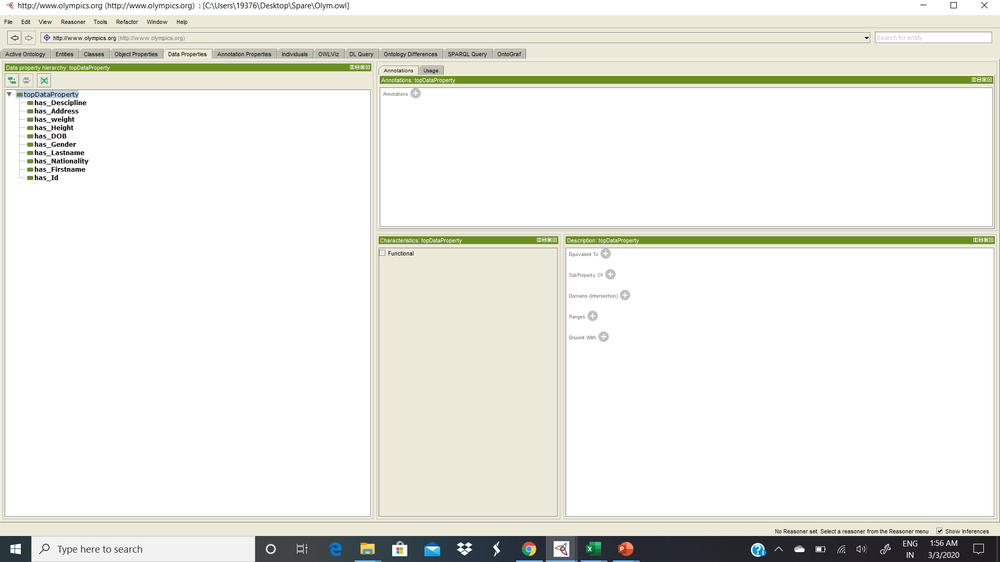 http://www.olympics.org (http://www.olympics.org) : [C:\Users\19376\Desktop\Spare\Olym.owl]
File Edit View Reasoner Tools Refactor Window Help
http://www.olympics.org (http://www.olympics.org) Search for entity
Active Ontology Entities Classes Object Properties Data Properties Annotation Properties Individuals OWLViz DL Query Ontology Differences SPARQL Query OntoGraf
Data property hierarchy: topDataProperty
topDataProperty
has_Descipline
has_Address
has_weight
has_Height
has_DOB
has_Gender
has_Lastname
has_Nationality
has_Firstname
has_Id
Annotations Usage
Annotations: topDataProperty
Annotations
Characteristics: topDataProperty
Functional
Description: topDataProperty
Equivalent To
SubProperty Of
Domains (intersection)
Ranges
Disjoint With
No Reasoner set. Select a reasoner from the Reasoner menu Show Inferences
Type here to search
ENG
IN
1:56 AM
3/3/2020